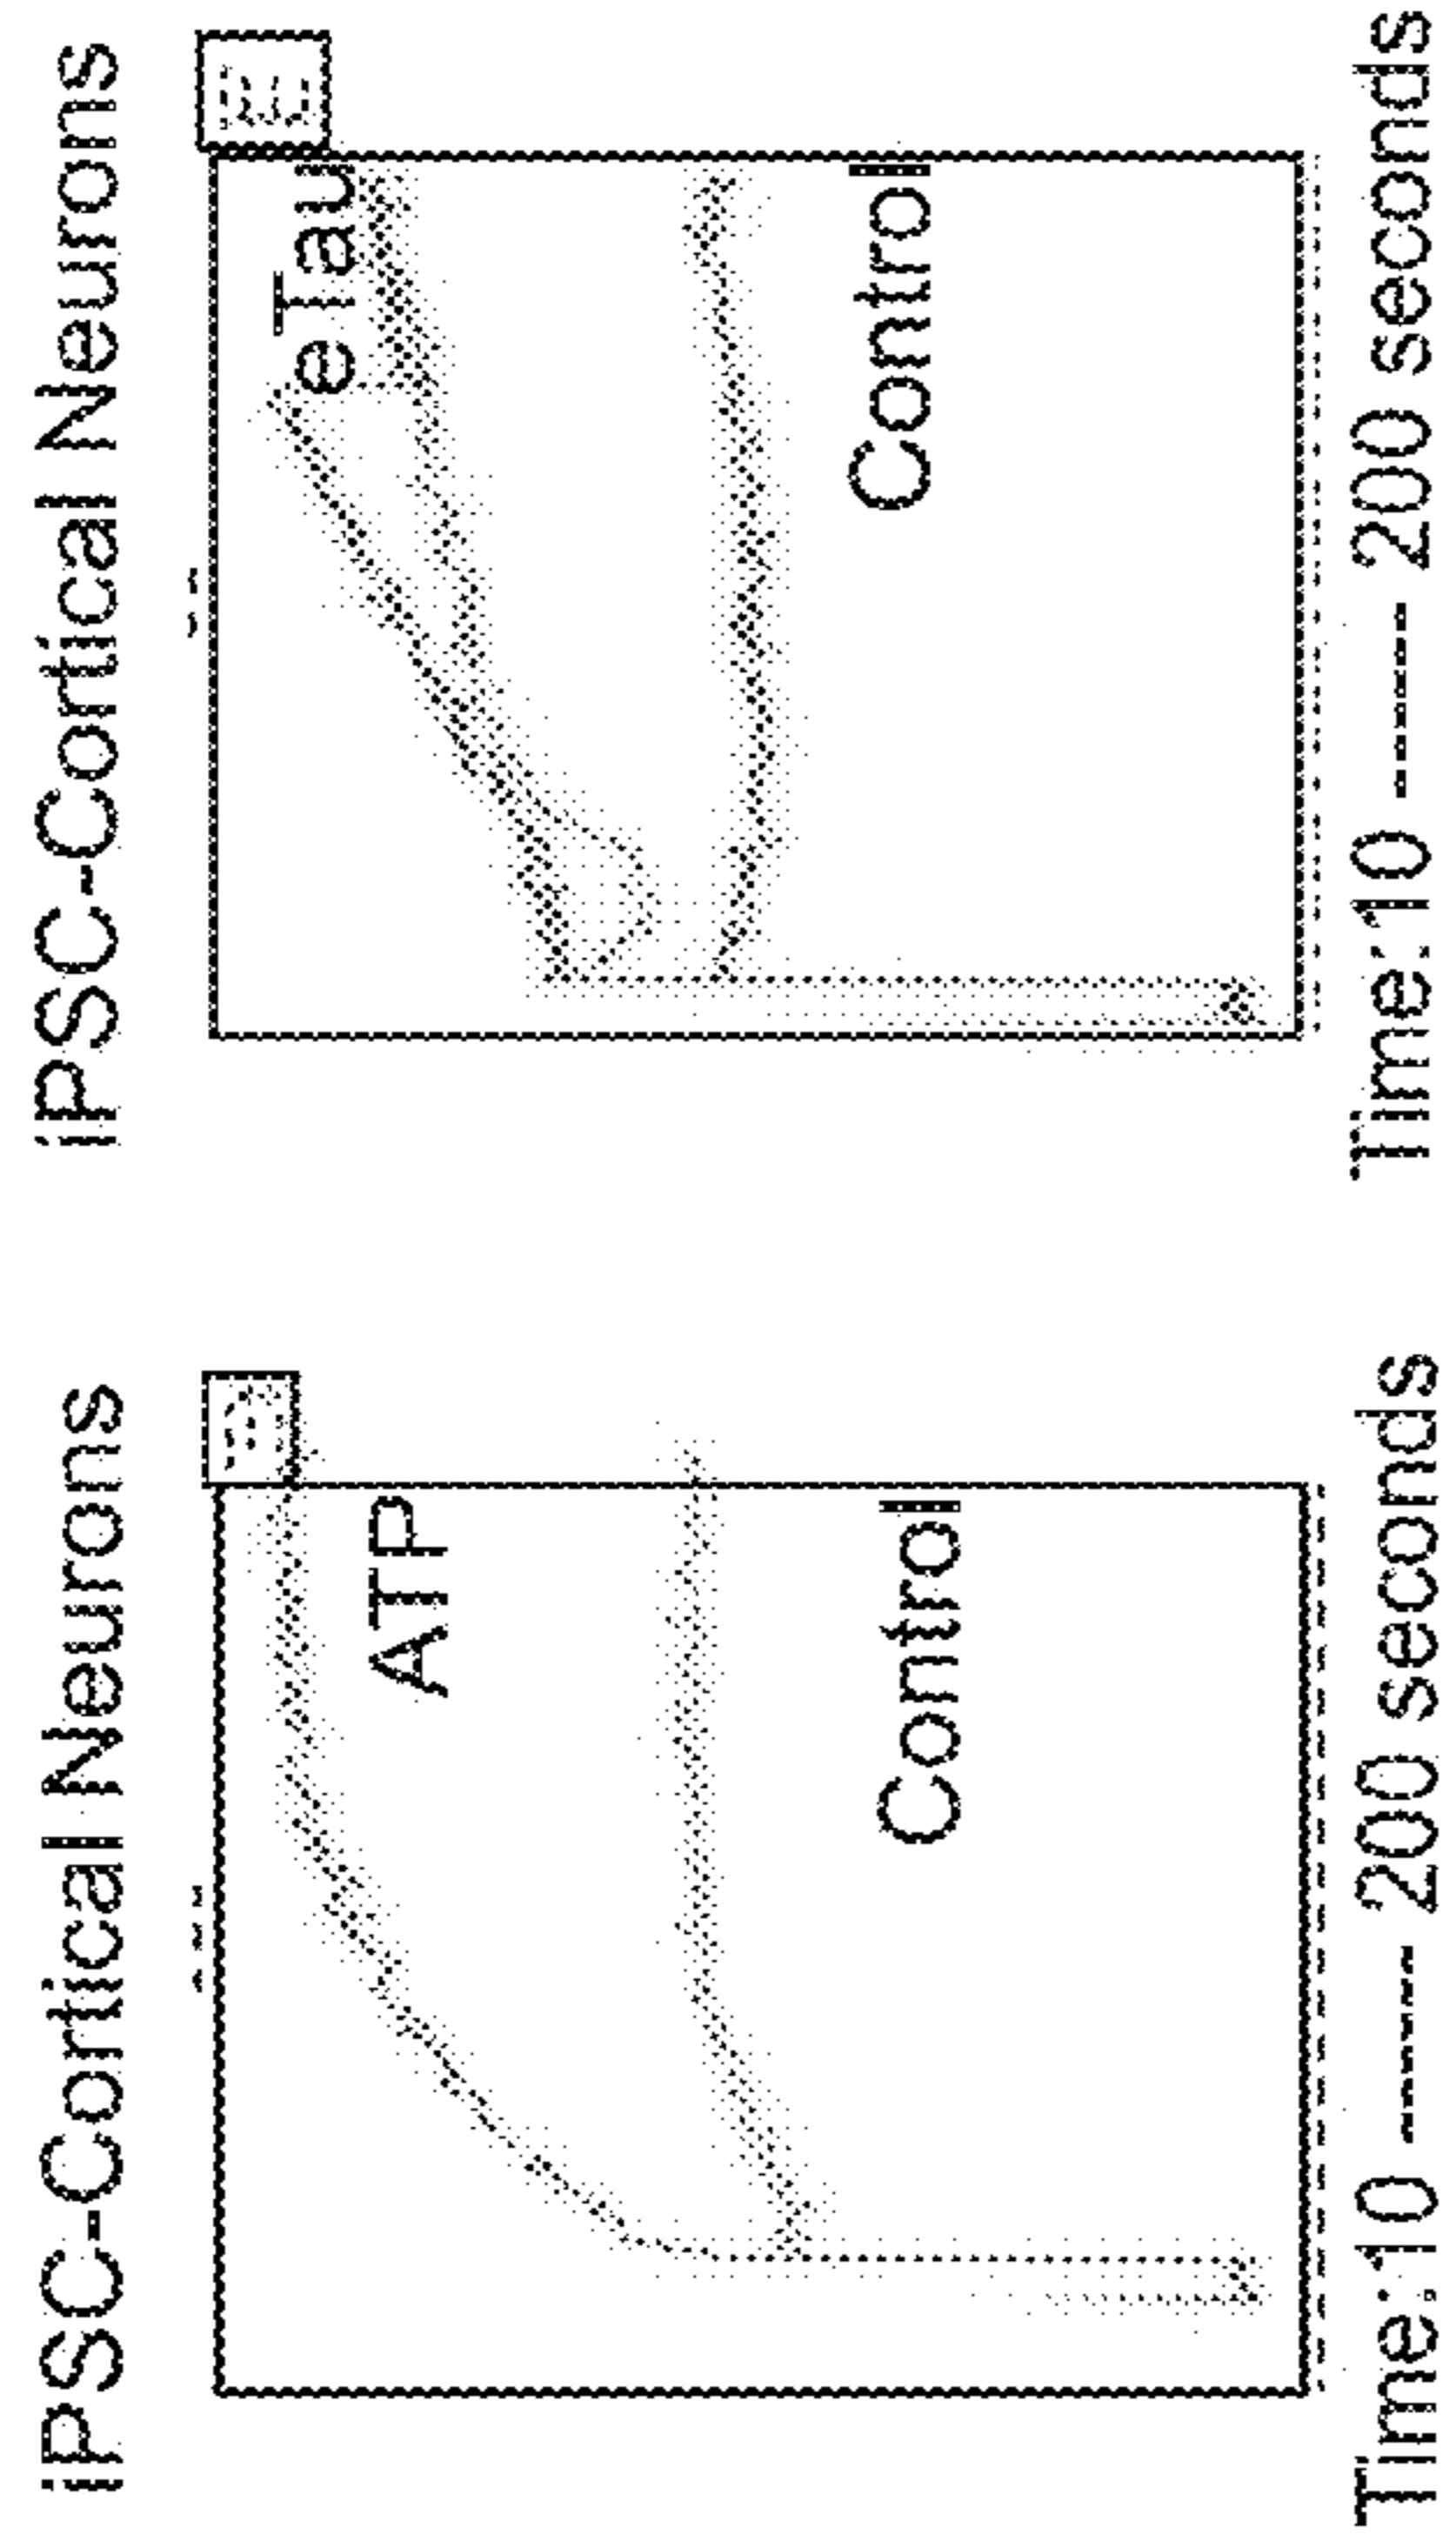 iPSC-Cortical Neurons
ATP
Control
Time:10 ------ 200 seconds
iPSC-Cortical Neurons
eTau
Control
Time:10 ------ 200 seconds